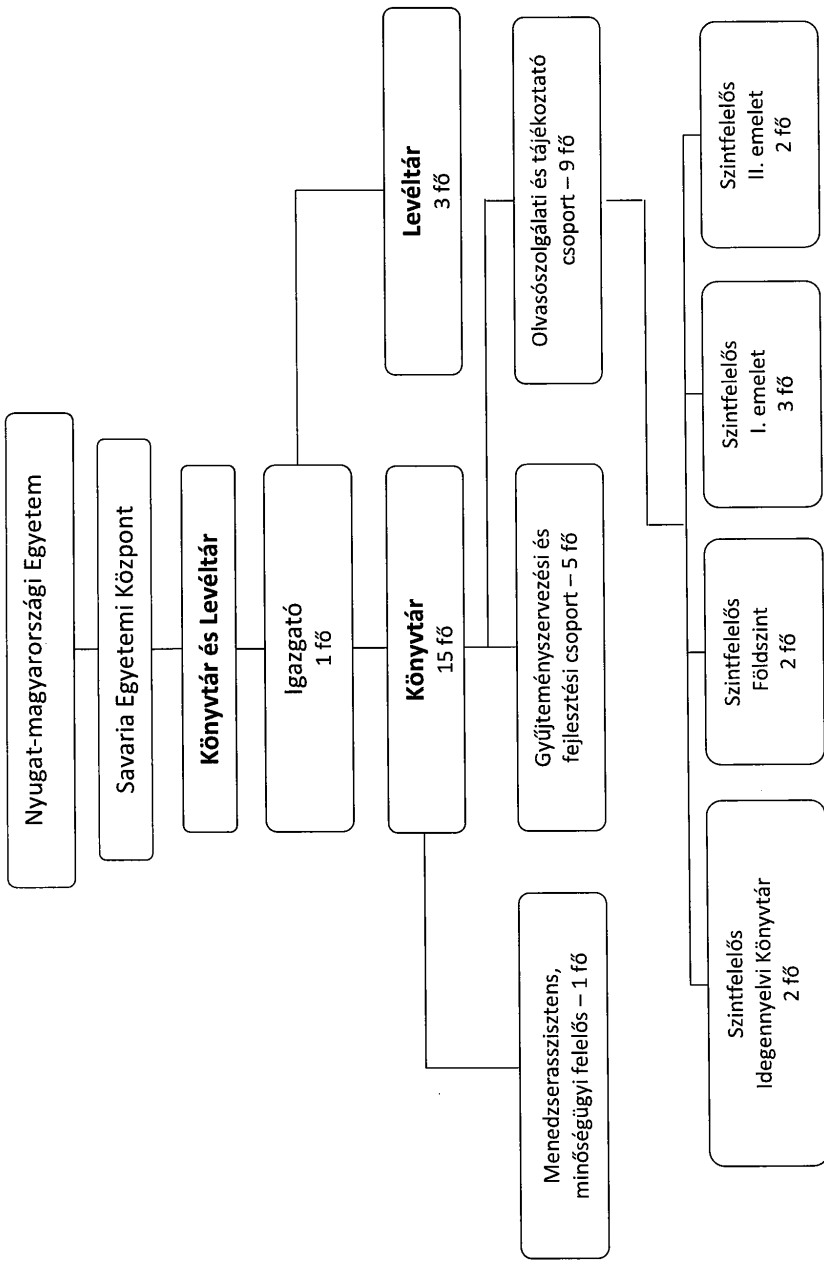 Nyugat-magyarországi Egyetem
Savaria Egyetemi Központ
Könyvtár és Levéltár
Igazgató
1 fő
Levéltár
3 fő
Könyvtár
15 fő
Menedzserasszisztens,
minőségügyi felelős – 1 fő
Gyűjteményszervezési és
fejlesztési csoport – 5 fő
Olvasószolgálati és tájékoztató
csoport – 9 fő
Szintfelelős
Idegennyelvi Könyvtár
2 fő
Szintfelelős
Földszint
2 fő
Szintfelelős
I. emelet
3 fő
Szintfelelős
II. emelet
2 fő